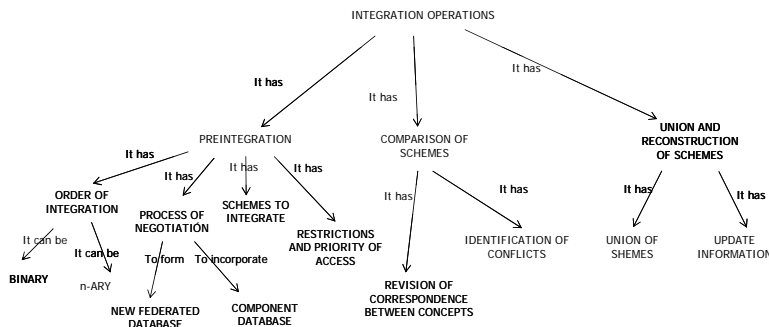 INTEGRATION OPERATIONS
It has
It has
It has
PREINTEGRATION
COMPARISON OF
SCHEMES
UNION AND
RECONSTRUCTION
OF SCHEMES
It has
It has
It has
It has
It has
It has
It has
It has
ORDER OF
INTEGRATION
PROCESS OF
NEGOTIATIÓN
SCHEMES TO
INTEGRATE
RESTRICTIONS
AND PRIORITY OF
ACCESS
IDENTIFICATION OF
CONFLICTS
UNION OF
SHEMES
UPDATE
INFORMATION
It can be
It can be
To form
To incorporate
BINARY
n-ARY
NEW FEDERATED
DATABASE
COMPONENT
DATABASE
REVISION OF
CORRESPONDENCE
BETWEEN CONCEPTS